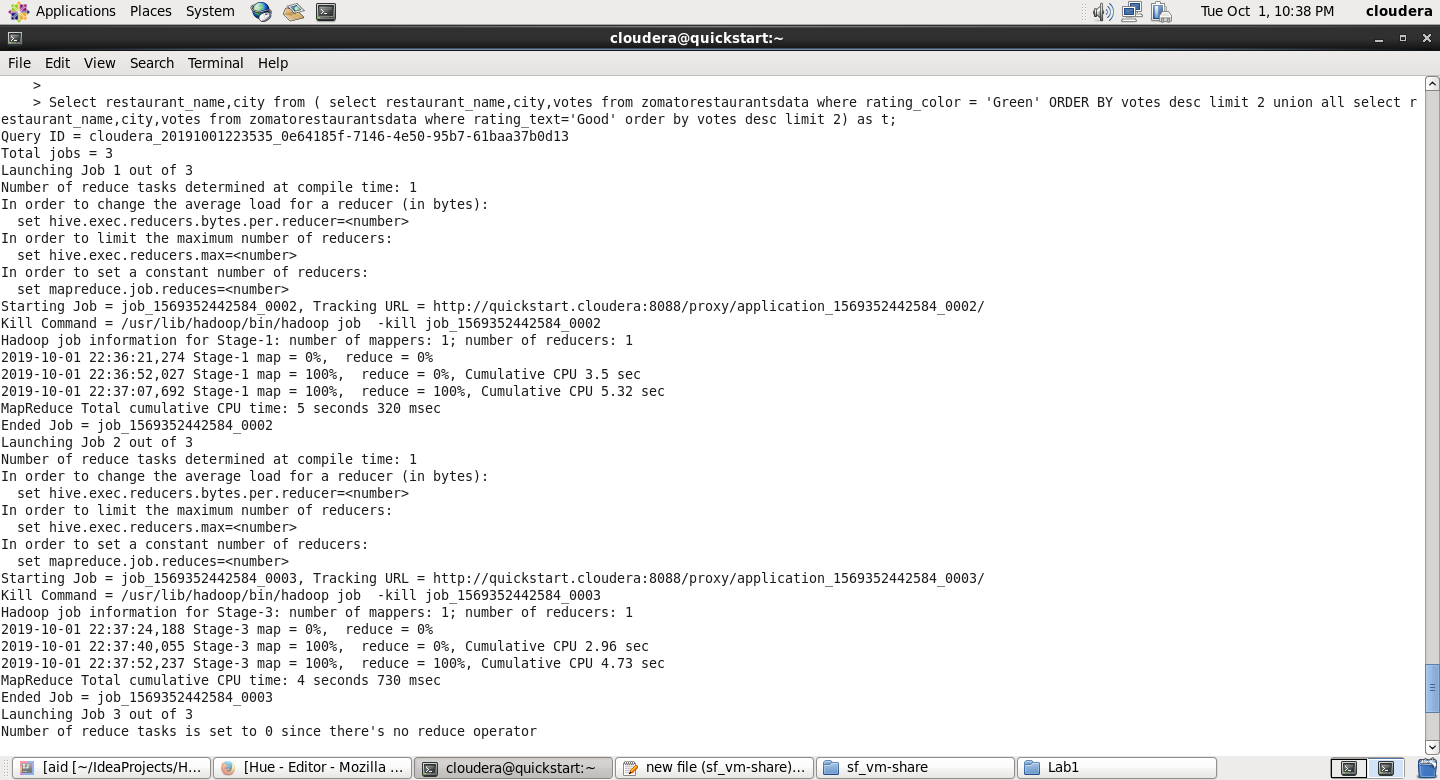 Applications Places System Tue Oct 1, 10:38 PM cloudera
cloudera@quickstart:~
File Edit View Search Terminal Help
    >
    > Select restaurant_name,city from ( select restaurant_name,city,votes from zomatorestaurantsdata where rating_color = 'Green' ORDER BY votes desc limit 2 union all select r
estaurant_name,city,votes from zomatorestaurantsdata where rating_text='Good' order by votes desc limit 2) as t;
Query ID = cloudera_20191001223535_0e64185f-7146-4e50-95b7-61baa37b0d13
Total jobs = 3
Launching Job 1 out of 3
Number of reduce tasks determined at compile time: 1
In order to change the average load for a reducer (in bytes):
  set hive.exec.reducers.bytes.per.reducer=<number>
In order to limit the maximum number of reducers:
  set hive.exec.reducers.max=<number>
In order to set a constant number of reducers:
  set mapreduce.job.reduces=<number>
Starting Job = job_1569352442584_0002, Tracking URL = http://quickstart.cloudera:8088/proxy/application_1569352442584_0002/
Kill Command = /usr/lib/hadoop/bin/hadoop job  -kill job_1569352442584_0002
Hadoop job information for Stage-1: number of mappers: 1; number of reducers: 1
2019-10-01 22:36:21,274 Stage-1 map = 0%,  reduce = 0%
2019-10-01 22:36:52,027 Stage-1 map = 100%,  reduce = 0%, Cumulative CPU 3.5 sec
2019-10-01 22:37:07,692 Stage-1 map = 100%,  reduce = 100%, Cumulative CPU 5.32 sec
MapReduce Total cumulative CPU time: 5 seconds 320 msec
Ended Job = job_1569352442584_0002
Launching Job 2 out of 3
Number of reduce tasks determined at compile time: 1
In order to change the average load for a reducer (in bytes):
  set hive.exec.reducers.bytes.per.reducer=<number>
In order to limit the maximum number of reducers:
  set hive.exec.reducers.max=<number>
In order to set a constant number of reducers:
  set mapreduce.job.reduces=<number>
Starting Job = job_1569352442584_0003, Tracking URL = http://quickstart.cloudera:8088/proxy/application_1569352442584_0003/
Kill Command = /usr/lib/hadoop/bin/hadoop job  -kill job_1569352442584_0003
Hadoop job information for Stage-3: number of mappers: 1; number of reducers: 1
2019-10-01 22:37:24,188 Stage-3 map = 0%,  reduce = 0%
2019-10-01 22:37:40,055 Stage-3 map = 100%,  reduce = 0%, Cumulative CPU 2.96 sec
2019-10-01 22:37:52,237 Stage-3 map = 100%,  reduce = 100%, Cumulative CPU 4.73 sec
MapReduce Total cumulative CPU time: 4 seconds 730 msec
Ended Job = job_1569352442584_0003
Launching Job 3 out of 3
Number of reduce tasks is set to 0 since there's no reduce operator
[aid [~/IdeaProjects/H... [Hue - Editor - Mozilla ... cloudera@quickstart:~ new file (sf_vm-share)... sf_vm-share Lab1